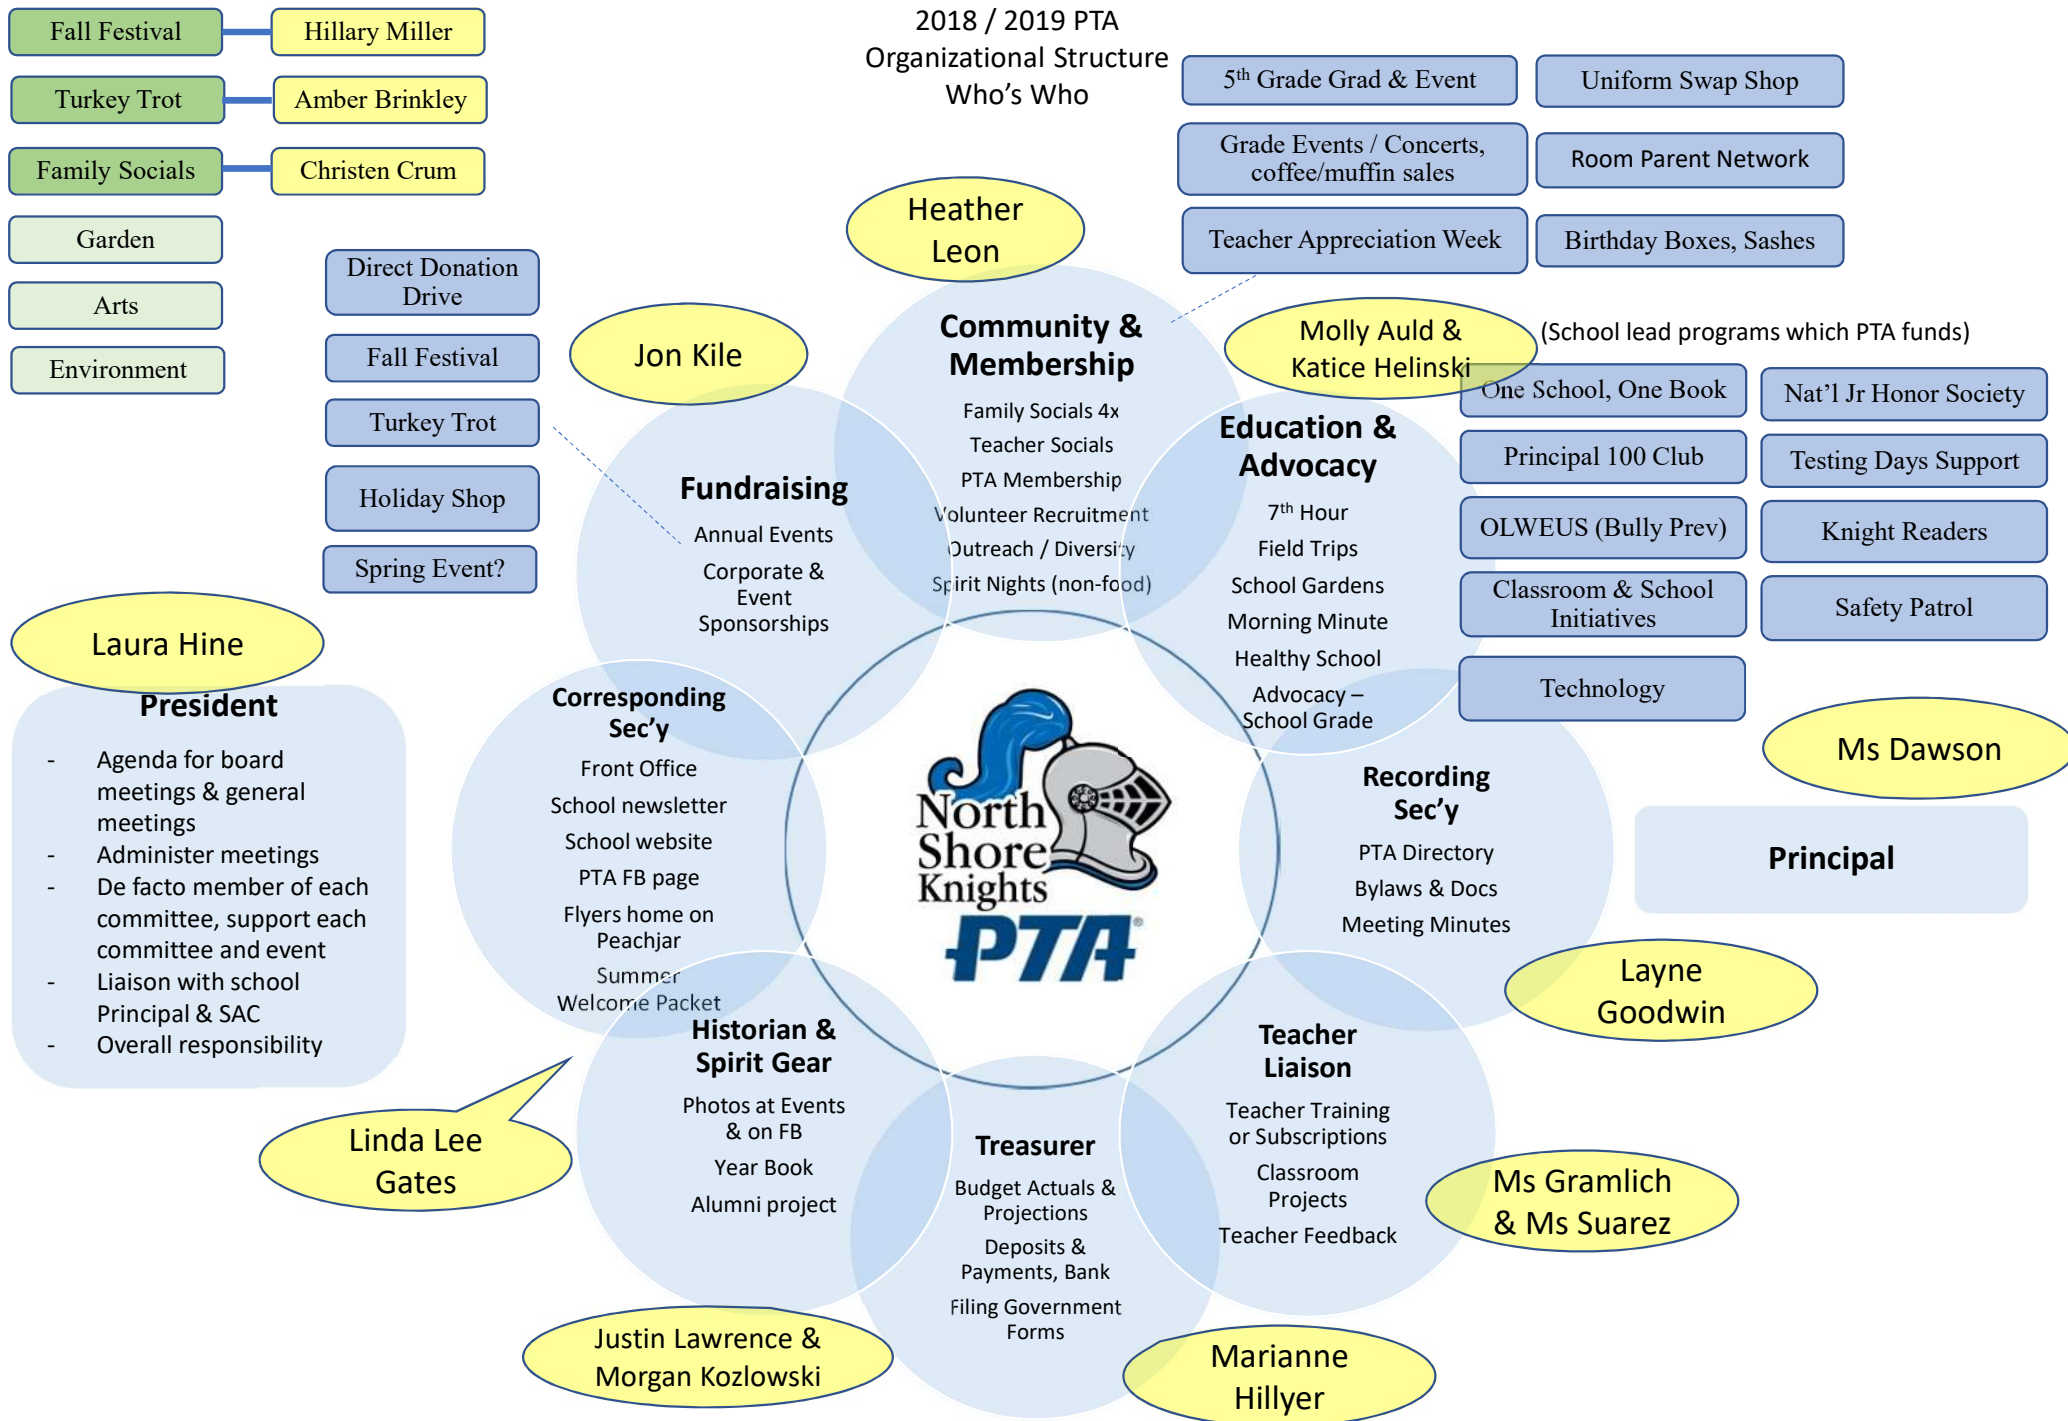 2018 / 2019 PTA
Organizational Structure
Who's Who
Fall Festival
Hillary Miller
Turkey Trot
Amber Brinkley
Family Socials
Christen Crum
Garden
Arts
Environment
Direct Donation
Drive
Fall Festival
Turkey Trot
Holiday Shop
Spring Event?
5th Grade Grad & Event
Uniform Swap Shop
Grade Events / Concerts,
coffee/muffin sales
Room Parent Network
Teacher Appreciation Week
Birthday Boxes, Sashes
Heather
Leon
Community &
Membership
Family Socials 4x
Teacher Socials
PTA Membership
Volunteer Recruitment
Outreach / Diversity
Spirit Nights (non-food)
Jon Kile
Fundraising
Annual Events
Corporate &
Event
Sponsorships
Molly Auld &
Katice Helinski
(School lead programs which PTA funds)
One School, One Book
Nat'l Jr Honor Society
Principal 100 Club
Testing Days Support
OLWEUS (Bully Prev)
Knight Readers
Classroom & School
Initiatives
Safety Patrol
Technology
Education &
Advocacy
7th Hour
Field Trips
School Gardens
Morning Minute
Healthy School
Advocacy –
School Grade
Laura Hine
President
- Agenda for board
meetings & general
meetings
- Administer meetings
- De facto member of each
committee, support each
committee and event
- Liaison with school
Principal & SAC
- Overall responsibility
Corresponding
Sec'y
Front Office
School newsletter
School website
PTA FB page
Flyers home on
Peachjar
Summer
Welcome Packet
North
Shore
Knights
PTA®
Recording
Sec'y
PTA Directory
Bylaws & Docs
Meeting Minutes
Ms Dawson
Principal
Layne
Goodwin
Linda Lee
Gates
Historian &
Spirit Gear
Photos at Events
& on FB
Year Book
Alumni project
Treasurer
Budget Actuals &
Projections
Deposits &
Payments, Bank
Filing Government
Forms
Teacher
Liaison
Teacher Training
or Subscriptions
Classroom
Projects
Teacher Feedback
Ms Gramlich
& Ms Suarez
Justin Lawrence &
Morgan Kozlowski
Marianne
Hillyer